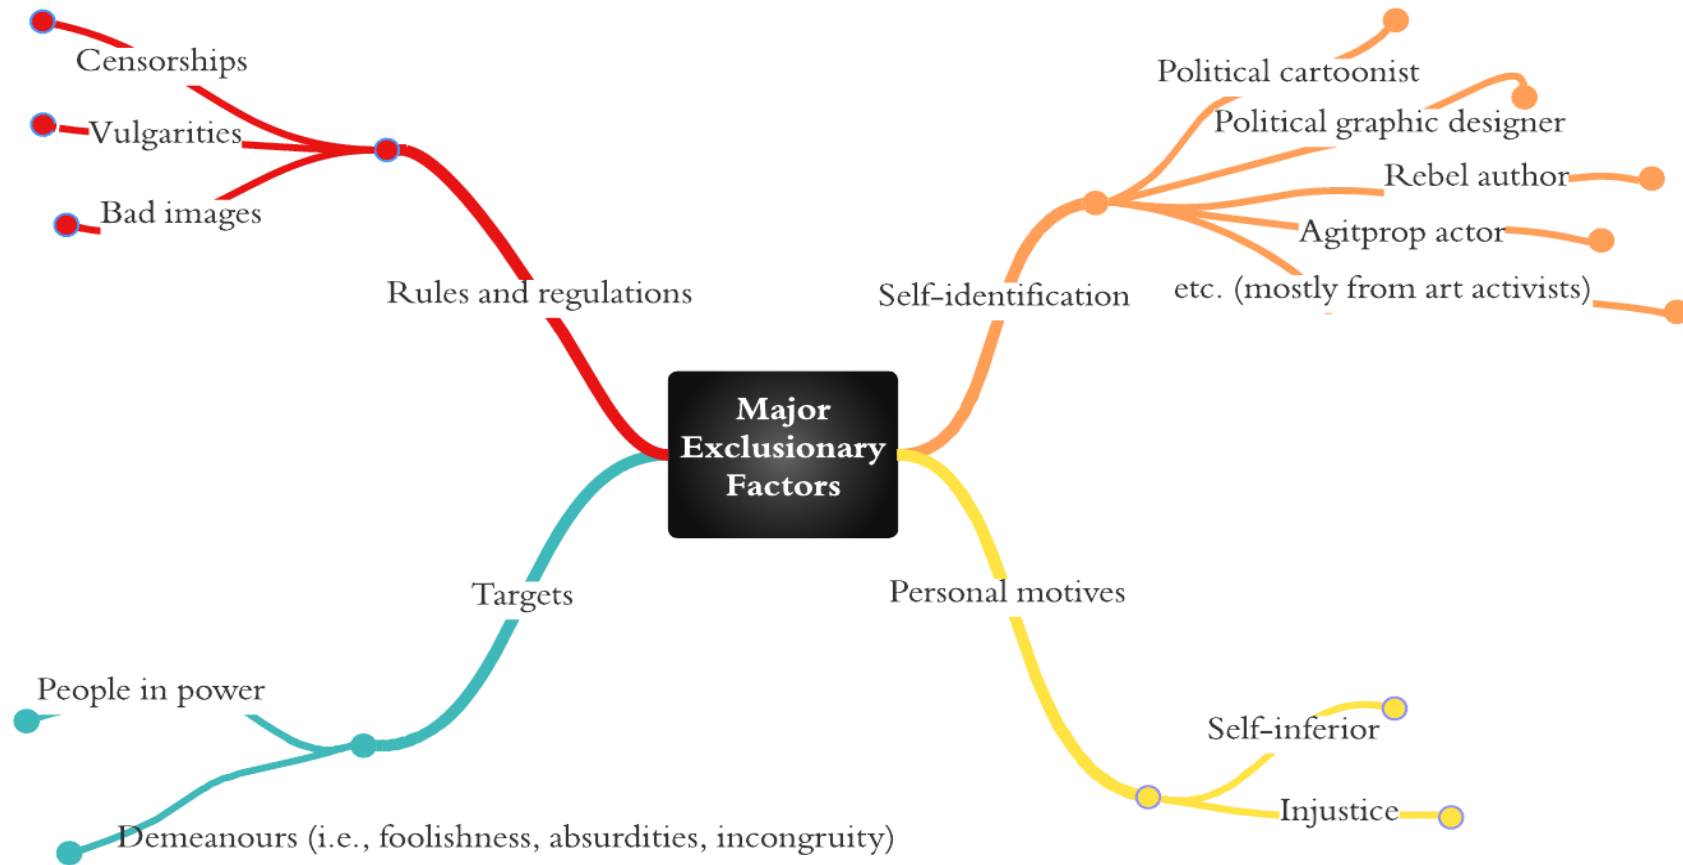 Censorships
Vulgarities
Bad images
Rules and regulations
Political cartoonist
Political graphic designer
Rebel author
Agitprop actor
etc. (mostly from art activists)
Self-identification
Major
Exclusionary
Factors
Targets
People in power
Demeanours (i.e., foolishness, absurdities, incongruity)
Personal motives
Self-inferior
Injustice